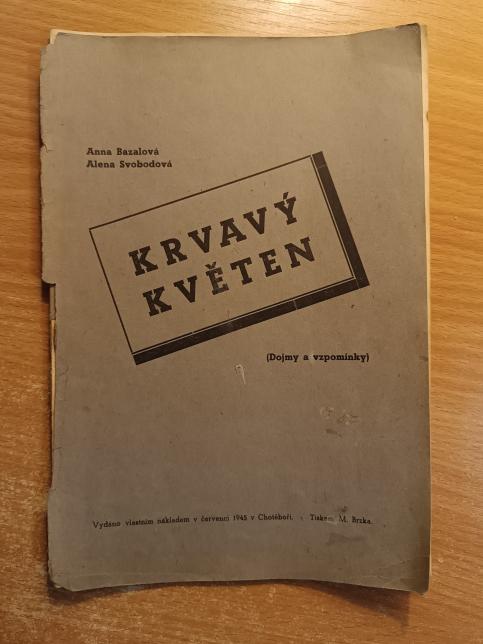 Anna Bazalová
Alena Svobodová
KRVAVÝ
KVĚTEN
(Dojmy a vzpomínky)
Vydáno vlastním nákladem v červenci 1945 v Chotěboři. Tiskem M. Brzka.